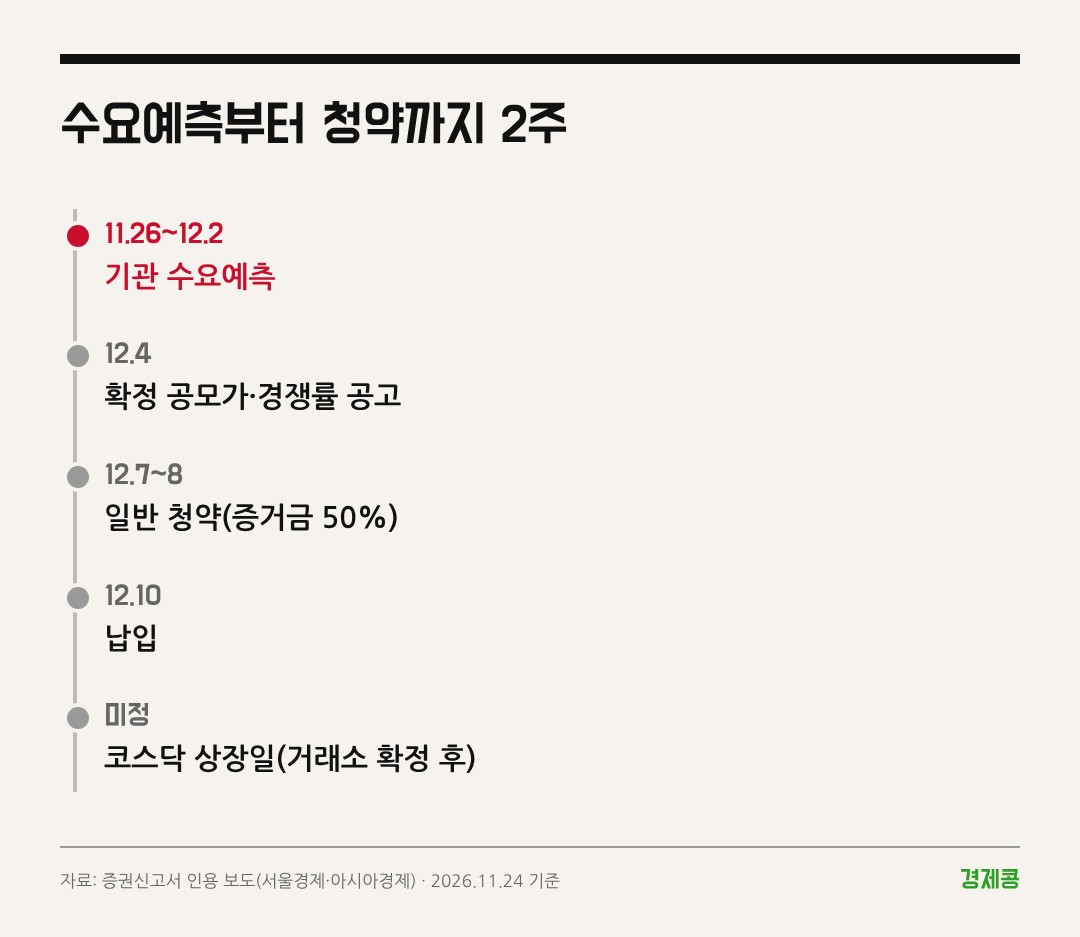 수요예측부터 청약까지 2주
11.26~12.2
기관 수요예측
12.4
확정 공모가·경쟁률 공고
12.7~8
일반 청약(증거금 50%)
12.10
납입
미정
코스닥 상장일(거래소 확정 후)
자료: 증권신고서 인용 보도(서울경제·아시아경제) · 2026.11.24 기준
경제콩